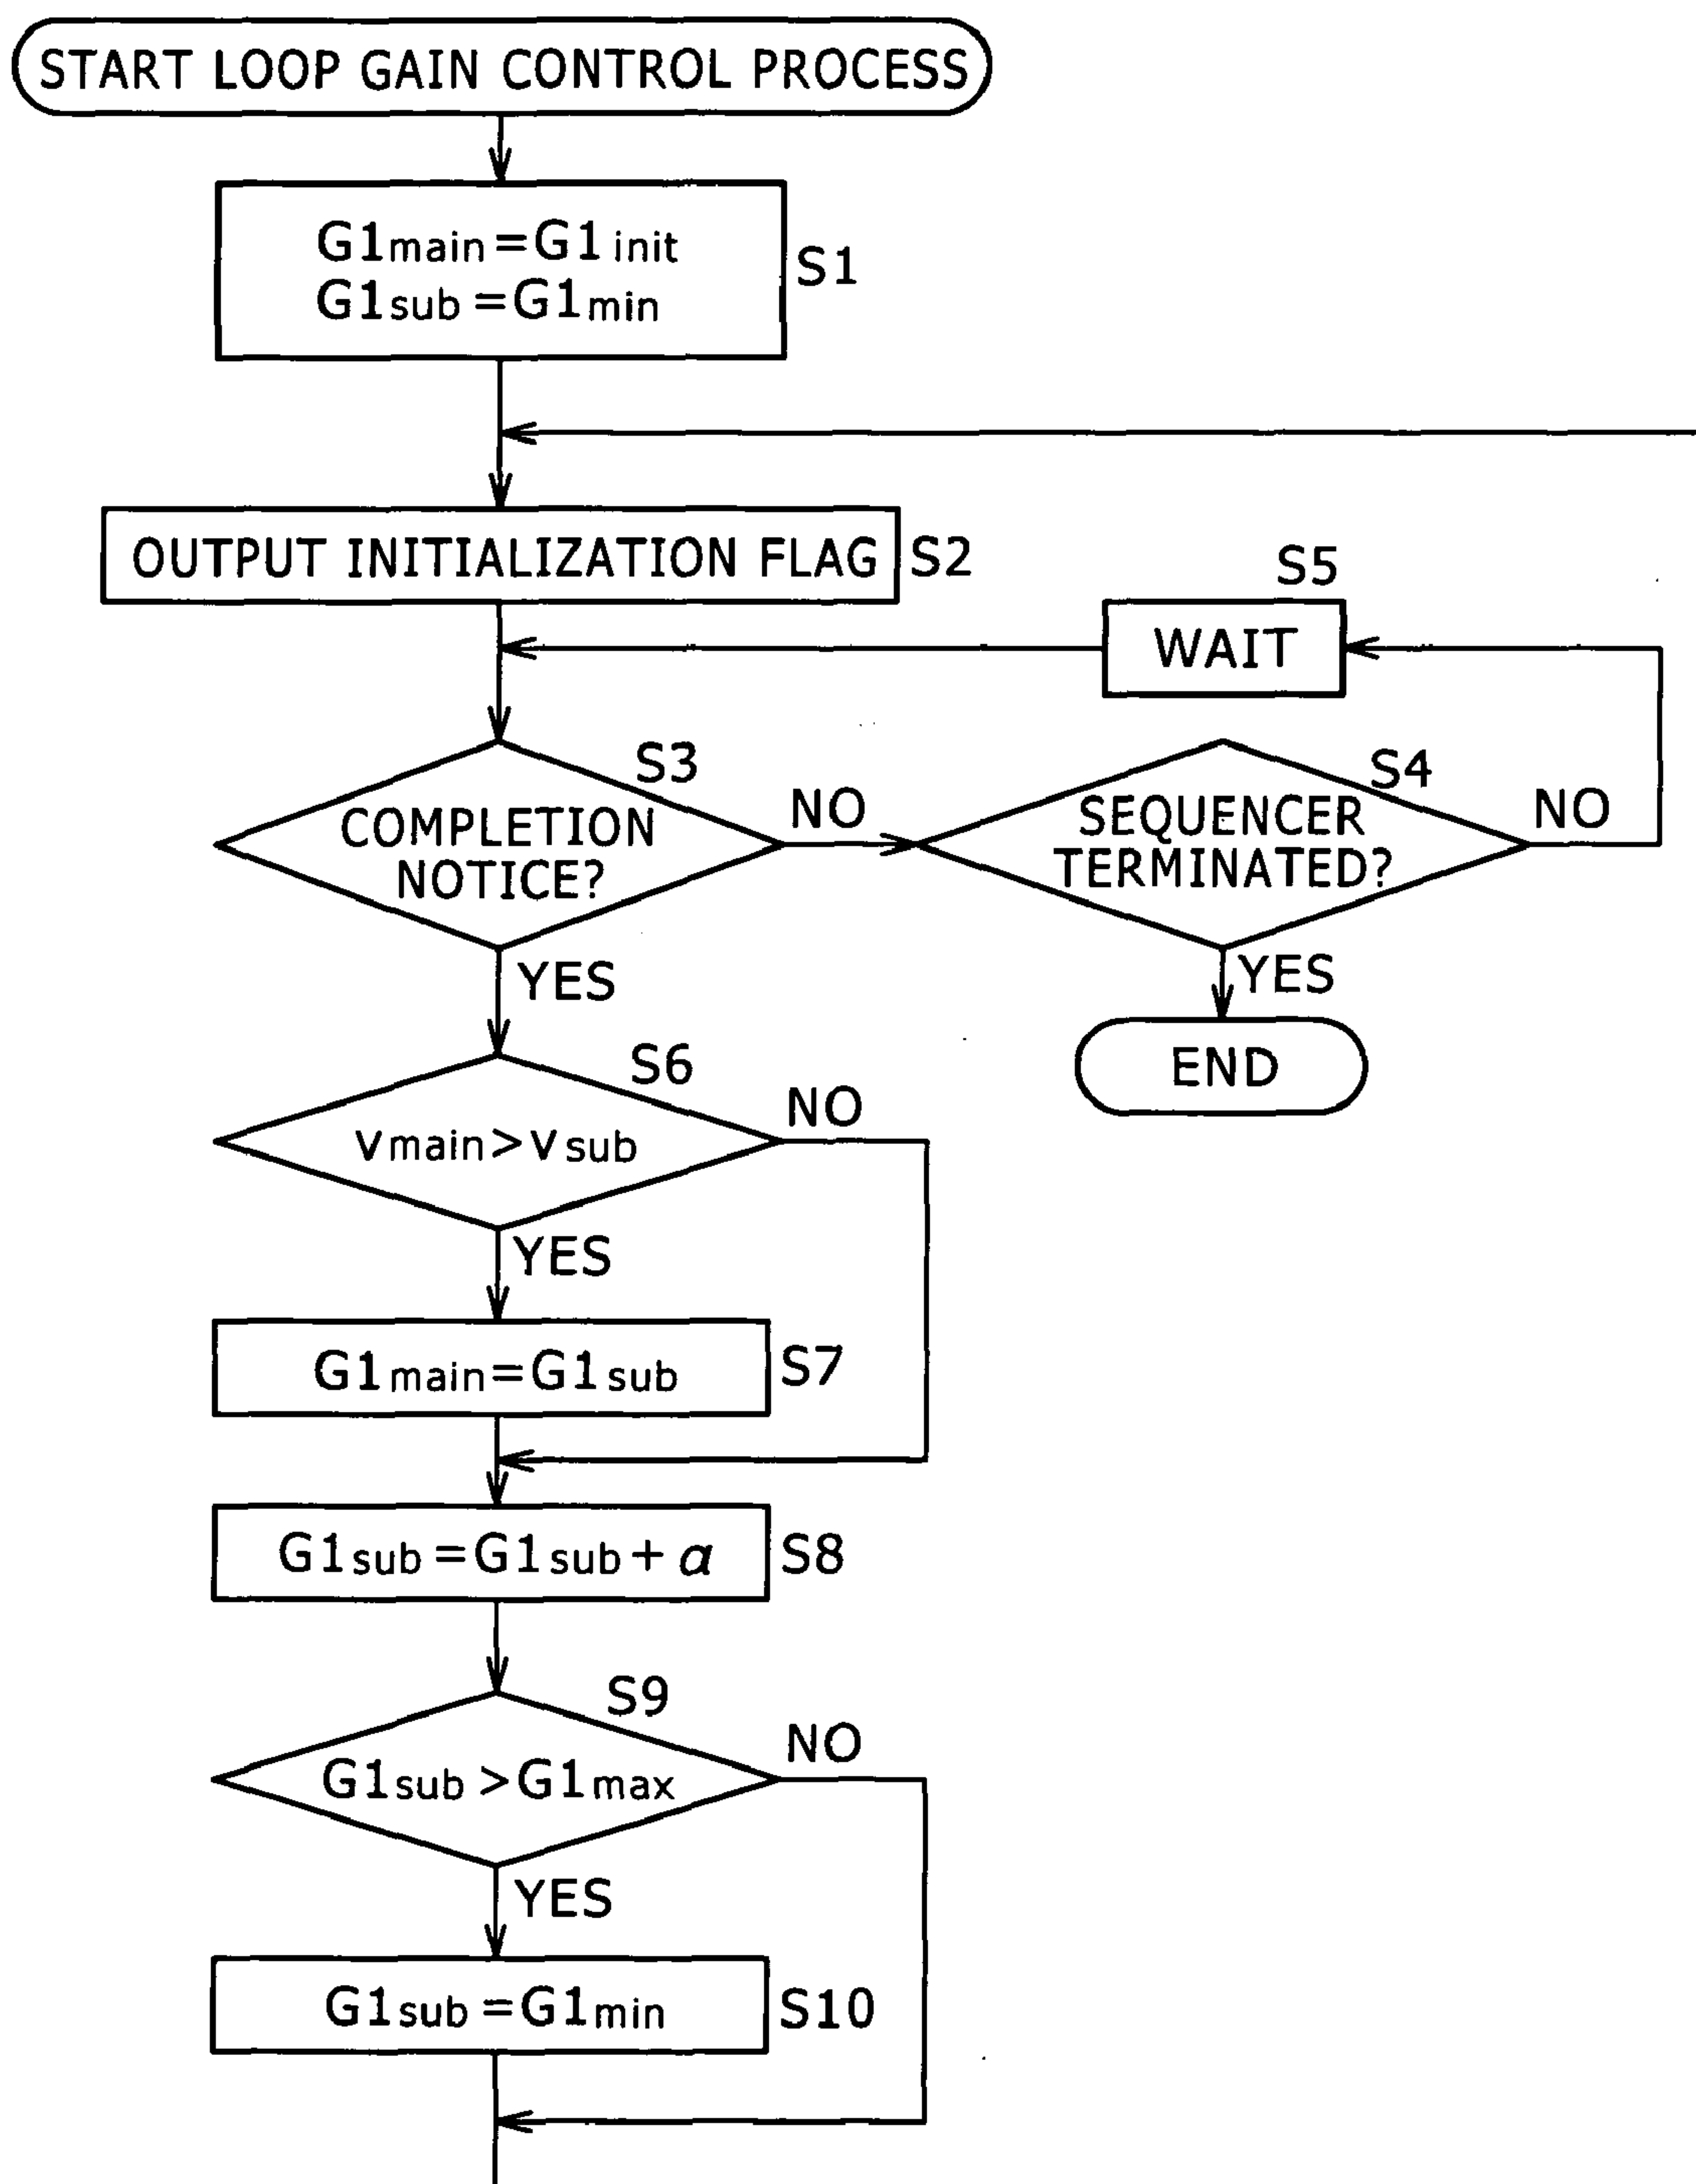 START LOOP GAIN CONTROL PROCESS
G1main=G1init
G1sub=G1min
S1
OUTPUT INITIALIZATION FLAG
S2
S5
WAIT
S3
COMPLETION
NOTICE?
NO
S4
SEQUENCER
TERMINATED?
NO
YES
YES
END
S6
vmain>vsub
NO
YES
G1main=G1sub
S7
G1sub=G1sub+α
S8
S9
G1sub>G1max
NO
YES
G1sub=G1min
S10